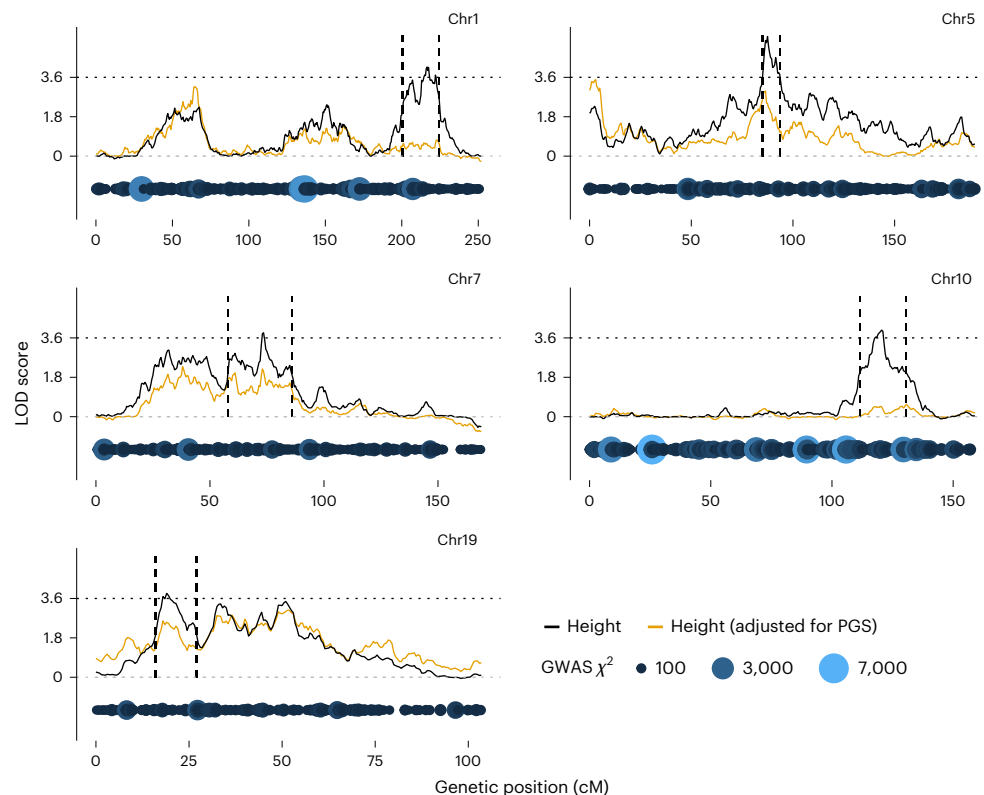 Chr1
3.6
1.8
0
0 50 100 150 200 250
Chr5
3.6
1.8
0
0 50 100 150
Chr7
3.6
1.8
0
0 50 100 150
Chr10
3.6
1.8
0
0 50 100 150
Chr19
3.6
1.8
0
0 25 50 75 100
LOD score
Genetic position (cM)
Height Height (adjusted for PGS)
GWAS χ² 100 3,000 7,000